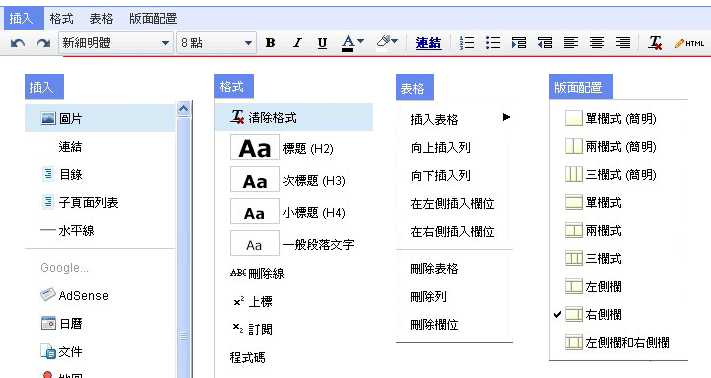 插入 格式 表格 版面配置
新細明體 8 點 B I U A 連結 T HTML
插入
圖片
連結
目錄
子頁面列表
水平線
Google...
AdSense
日曆
文件
格式
清除格式
Aa 標題 (H2)
Aa 次標題 (H3)
Aa 小標題 (H4)
Aa 一般段落文字
ABC 刪除線
x² 上標
x₂ 訂閱
程式碼
表格
插入表格
向上插入列
向下插入列
在左側插入欄位
在右側插入欄位
刪除表格
刪除列
刪除欄位
版面配置
單欄式 (簡明)
兩欄式 (簡明)
三欄式 (簡明)
單欄式
兩欄式
三欄式
左側欄
右側欄
左側欄和右側欄